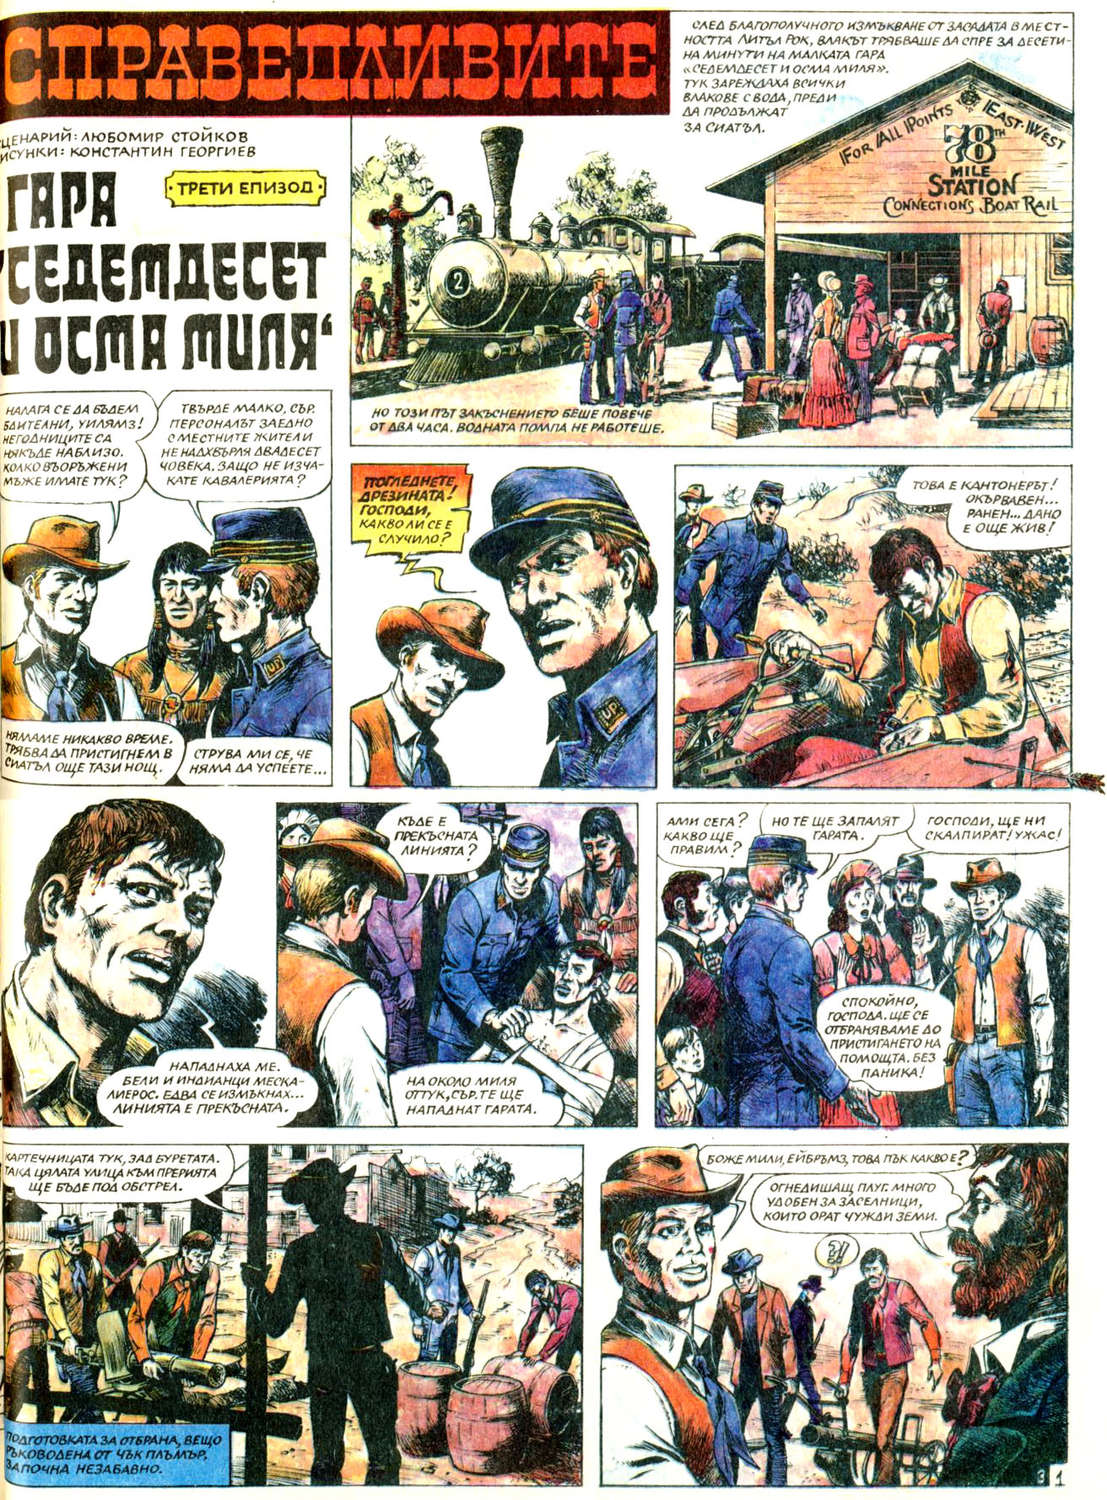 СПРАВЕДЛИВИТЕ
СЦЕНАРИЙ: ЛЮБОМИР СТОЙКОВ
РИСУНКИ: КОНСТАНТИН ГЕОРГИЕВ
ТРЕТИ ЕПИЗОД
ГАРА
"СЕДЕМДЕСЕТ
И ОСМА МИЛЯ"
СЛЕД БЛАГОПОЛУЧНОТО ИЗМЪКВАНЕ ОТ ЗАСАДАТА В МЕСТ-
НОСТТА ЛИТЪЛ РОК, ВЛАКЪТ ТРЯБВАШЕ ДА СПРЕ ЗА ДЕСЕТИ-
НА МИНУТИ НА МАЛКАТА ГАРА
«СЕДЕМДЕСЕТ И ОСМА МИЛЯ».
ТУК ЗАРЕЖДАХА ВСИЧКИ
ВЛАКОВЕ С ВОДА, ПРЕДИ
ДА ПРОДЪЛЖАТ
ЗА СИАТЪЛ.
FOR ALL POINTS EAST-WEST
78TH
MILE
STATION
CONNECTIONS BOAT RAIL
2
НО ТОЗИ ПЪТ ЗАКЪСНЕНИЕТО БЕШЕ ПОВЕЧЕ
ОТ ДВА ЧАСА. ВОДНАТА ПОМПА НЕ РАБОТЕШЕ.
НАЛАГА СЕ ДА БЪДЕМ
БДИТЕЛНИ, УИЛЯМЗ!
НЕГОДНИЦИТЕ СА
НЯКЪДЕ НАБЛИЗО.
КОЛКО ВЪОРЪЖЕНИ
МЪЖЕ ИМАТЕ ТУК?
ТВЪРДЕ МАЛКО, СЪР.
ПЕРСОНАЛЪТ ЗАЕДНО
С МЕСТНИТЕ ЖИТЕЛИ
НЕ НАДХВЪРЛЯ ДВАДЕСЕТ
ЧОВЕКА. ЗАЩО НЕ ИЗЧА-
КАТЕ КАВАЛЕРИЯТА?
U.P.
НЯМАМЕ НИКАКВО ВРЕМЕ.
ТРЯБВА ДА ПРИСТИГНЕМ В
СИАТЪЛ ОЩЕ ТАЗИ НОЩ.
СТРУВА МИ СЕ, ЧЕ
НЯМА ДА УСПЕЕТЕ...
ПОГЛЕДНЕТЕ,
ДРЕЗИНАТА!
ГОСПОДИ,
КАКВО ЛИ СЕ Е
СЛУЧИЛО?
U.P.
ТОВА Е КАНТОНЕРЪТ!
ОКЪРВАВЕН...
РАНЕН... ДАНО
Е ОЩЕ ЖИВ!
НАПАДНАХА МЕ.
БЕЛИ И ИНДИАНЦИ МЕСКА-
ЛИЕРОС. ЕДВА СЕ ИЗМЪКНАХ...
ЛИНИЯТА Е ПРЕКЪСНАТА.
КЪДЕ Е
ПРЕКЪСНАТА
ЛИНИЯТА?
НА ОКОЛО МИЛЯ
ОТТУК, СЪР. ТЕ ЩЕ
НАПАДНАТ ГАРАТА.
АМИ СЕГА?
КАКВО ЩЕ
ПРАВИМ?
НО ТЕ ЩЕ ЗАПАЛЯТ
ГАРАТА.
ГОСПОДИ, ЩЕ НИ
СКАЛПИРАТ! УЖАС!
СПОКОЙНО,
ГОСПОДА. ЩЕ СЕ
ОТБРАНЯВАМЕ ДО
ПРИСТИГАНЕТО НА
ПОМОЩТА. БЕЗ
ПАНИКА!
КАРТЕЧНИЦАТА ТУК, ЗАД БУРЕТАТА.
ТАКА ЦЯЛАТА УЛИЦА КЪМ ПРЕРИЯТА
ЩЕ БЪДЕ ПОД ОБСТРЕЛ.
ПОДГОТОВКАТА ЗА ОТБРАНА, ВЕЩО
РЪКОВОДЕНА ОТ ЧЪК ПЛЪМЪР,
ЗАПОЧНА НЕЗАБАВНО.
БОЖЕ МИЛИ, ЕЙБРЪМЗ, ТОВА ПЪК КАКВО Е?
ОГНЕДИШАЩ ПЛУГ. МНОГО
УДОБЕН ЗА ЗАСЕЛНИЦИ,
КОИТО ОРАТ ЧУЖДИ ЗЕМИ.
?!
3 1